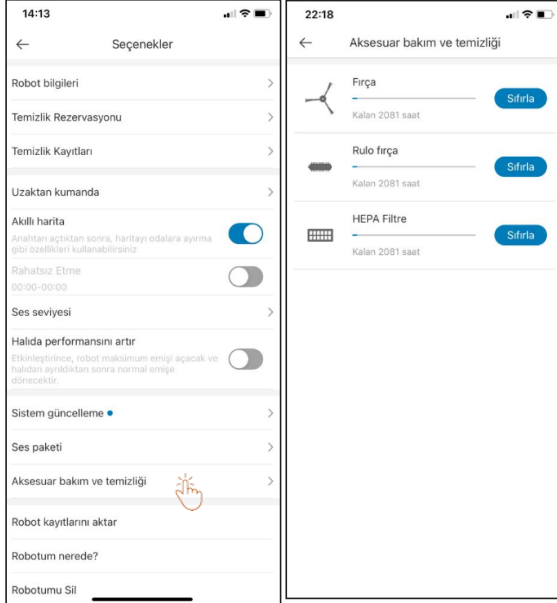 14:13
Seçenekler
Robot bilgileri
Temizlik Rezervasyonu
Temizlik Kayıtları
Uzaktan kumanda
Akıllı harita
Anahtarı açtıktan sonra, haritayı odalara ayırma
gibi özellikleri kullanabilirsiniz
Rahatsız Etme
00:00-00:00
Ses seviyesi
Halıda performansını artır
Etkinleştirince, robot maksimum emişi açacak ve
halıdan ayrıldıktan sonra normal emişe
dönecektir.
Sistem güncelleme
Ses paketi
Aksesuar bakım ve temizliği
Robot kayıtlarını aktar
Robotum nerede?
Robotumu Sil
22:18
Aksesuar bakım ve temizliği
Fırça
Sıfırla
Kalan 2081 saat
Rulo fırça
Sıfırla
Kalan 2081 saat
HEPA Filtre
Sıfırla
Kalan 2081 saat